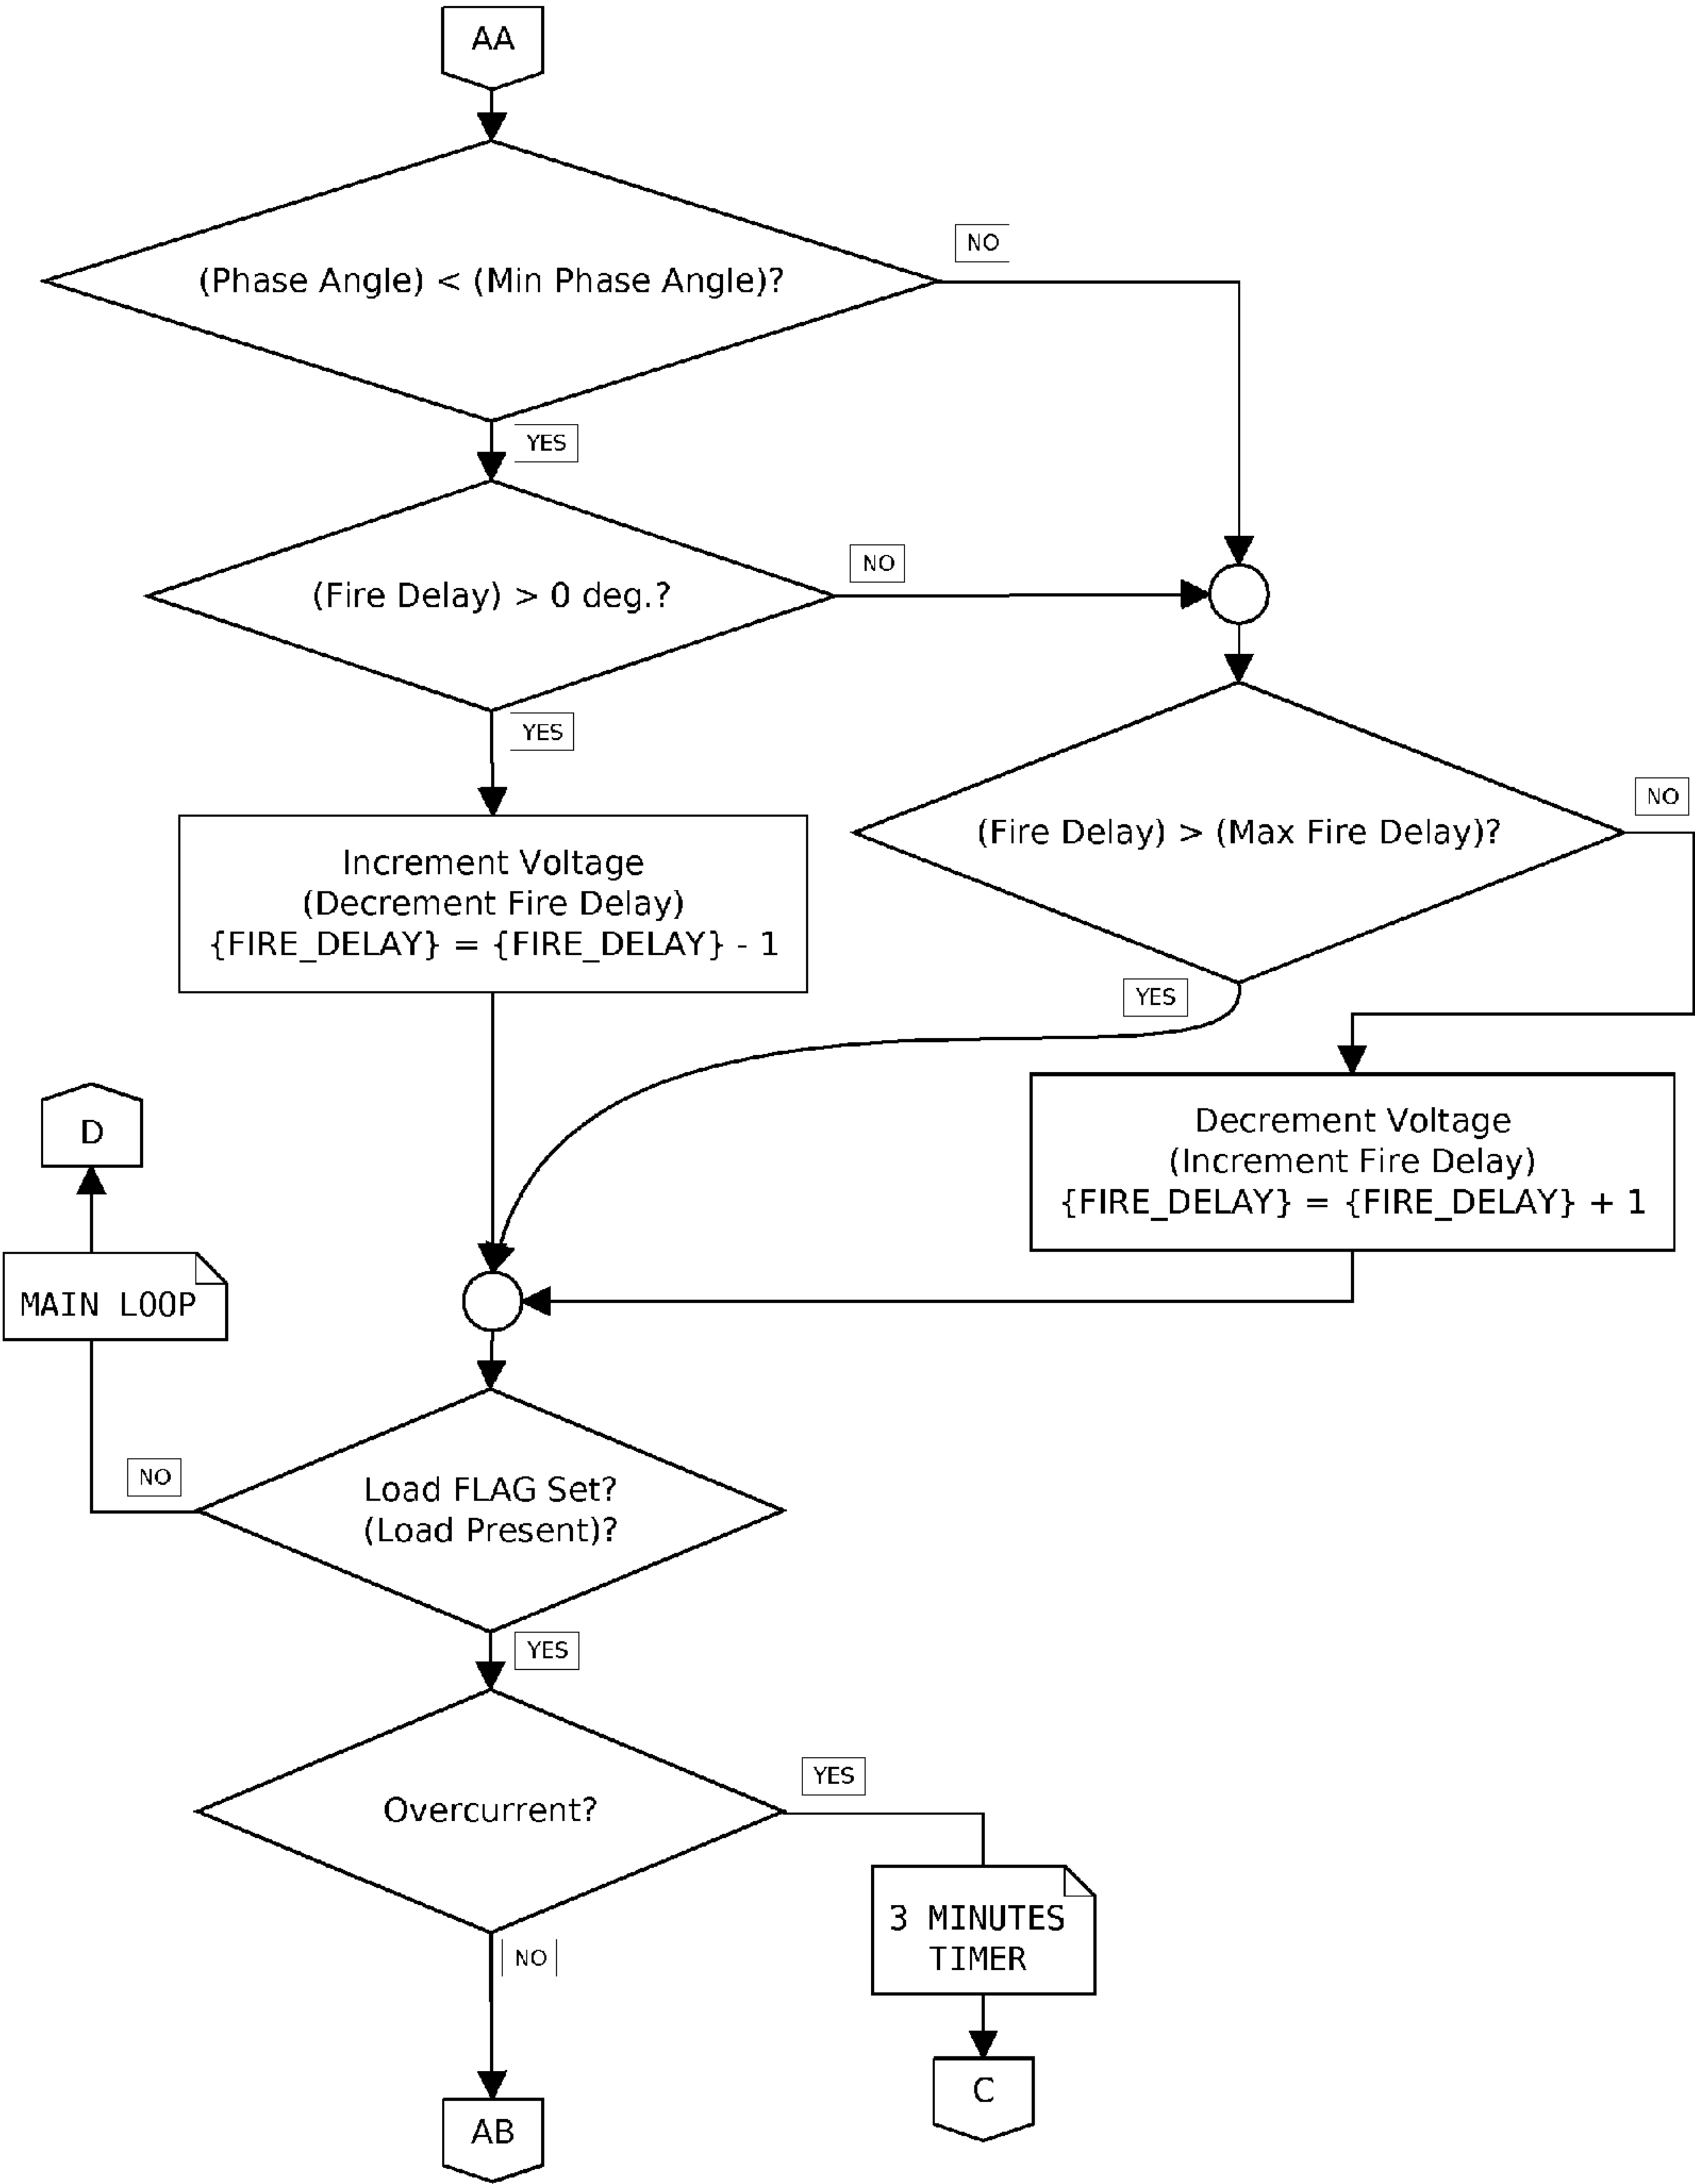 AA
(Phase Angle) < (Min Phase Angle)?
NO
YES
(Fire Delay) > 0 deg.?
NO
YES
(Fire Delay) > (Max Fire Delay)?
NO
YES
Increment Voltage
(Decrement Fire Delay)
{FIRE_DELAY} = {FIRE_DELAY} - 1
Decrement Voltage
(Increment Fire Delay)
{FIRE_DELAY} = {FIRE_DELAY} + 1
D
MAIN LOOP
NO
Load FLAG Set?
(Load Present)?
YES
Overcurrent?
YES
NO
3 MINUTES
TIMER
C
AB